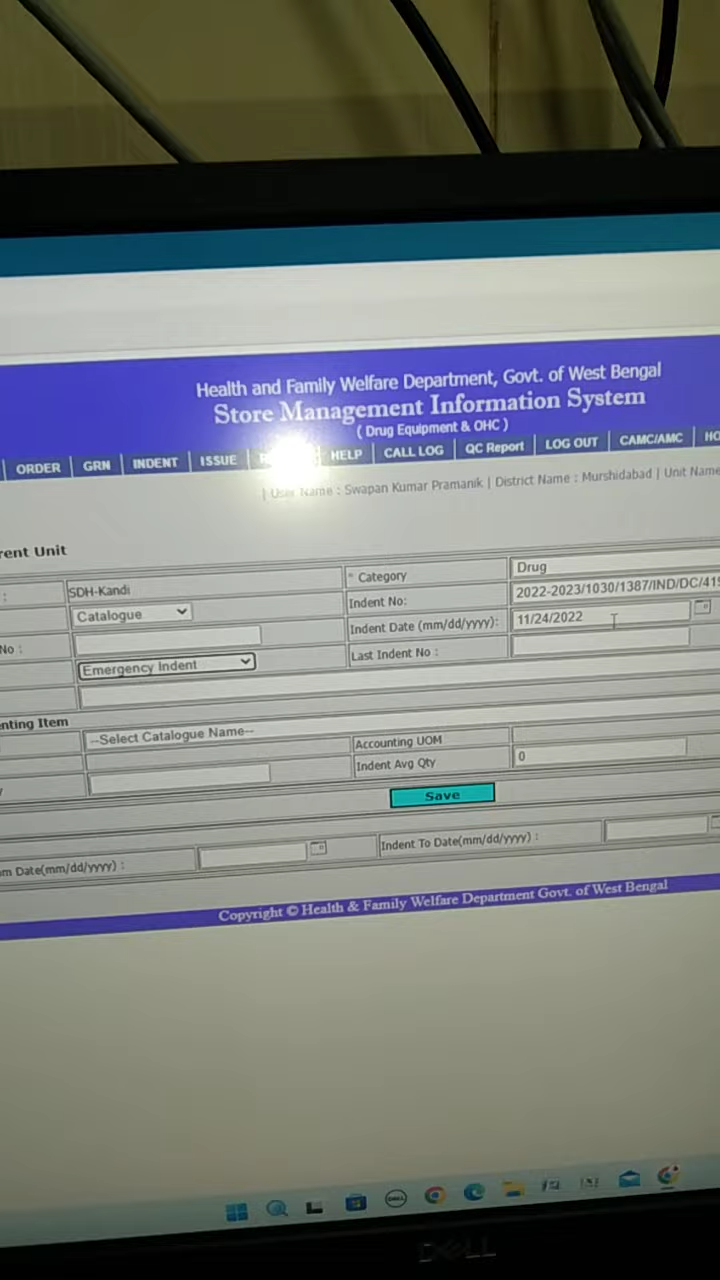 Health and Family Welfare Department, Govt. of West Bengal
Store Management Information System
( Drug Equipment & OHC )
ORDER | GRN | INDENT | ISSUE | HELP | CALL LOG | QC Report | LOG OUT | CAMC/AMC | HO
| User Name : Swapan Kumar Pramanik | District Name : Murshidabad | Unit Name
rent Unit
: SDH-Kandi * Category Drug
Catalogue Indent No: 2022-2023/1030/1387/IND/DC/415
No : Indent Date (mm/dd/yyyy): 11/24/2022
Emergency Indent Last Indent No :
nting Item
--Select Catalogue Name--
Accounting UOM
Indent Avg Qty 0
Save
m Date(mm/dd/yyyy) : Indent To Date(mm/dd/yyyy) :
Copyright © Health & Family Welfare Department Govt. of West Bengal
DELL
DELL